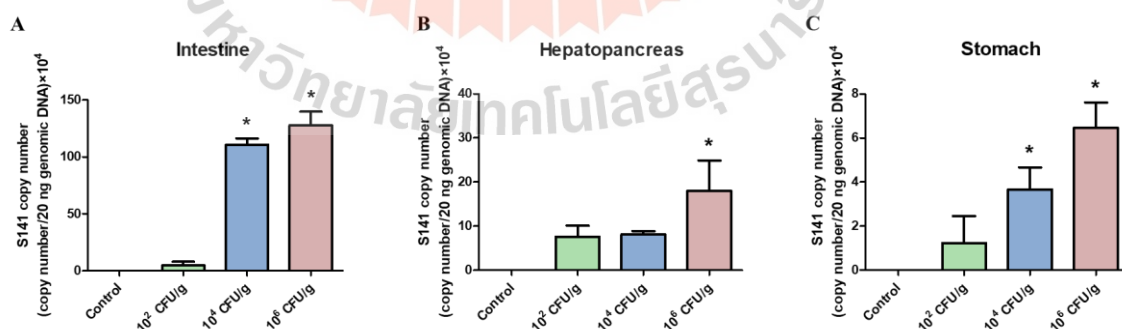 A
Intestine
S141 copy number
(copy number/20 ng genomic DNA)×10⁴
150
100
50
0
*
*
Control
10² CFU/g
10⁴ CFU/g
10⁶ CFU/g
B
Hepatopancreas
S141 copy number
(copy number/20 ng genomic DNA)×10⁴
40
30
20
10
0
*
Control
10² CFU/g
10⁴ CFU/g
10⁶ CFU/g
C
Stomach
S141 copy number
(copy number/20 ng genomic DNA)×10⁴
8
6
4
2
0
*
*
Control
10² CFU/g
10⁴ CFU/g
10⁶ CFU/g